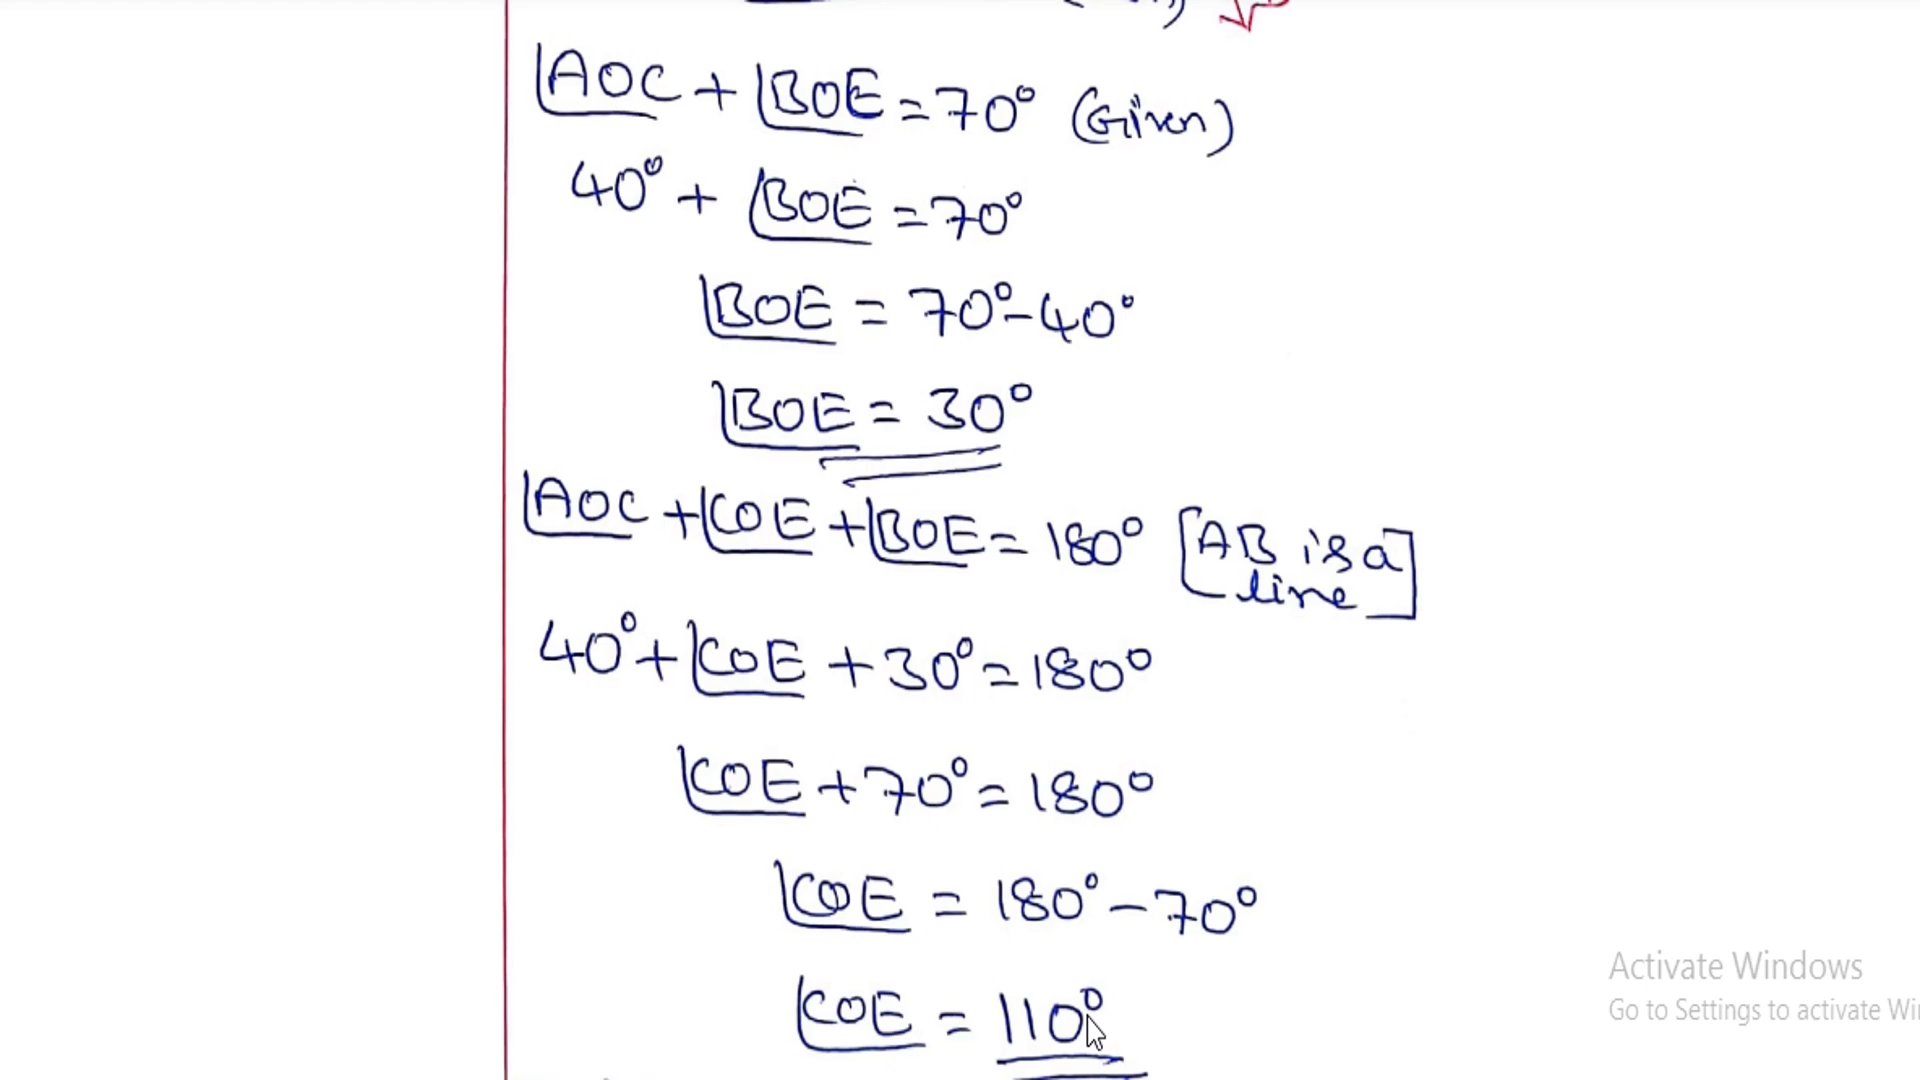 ∠AOC + ∠BOE = 70° (Given)
40° + ∠BOE = 70°
∠BOE = 70° - 40°
∠BOE = 30°
∠AOC + ∠COE + ∠BOE = 180° [AB is a
line]
40° + ∠COE + 30° = 180°
∠COE + 70° = 180°
∠COE = 180° - 70°
∠COE = 110°
Activate Windows
Go to Settings to activate Wi